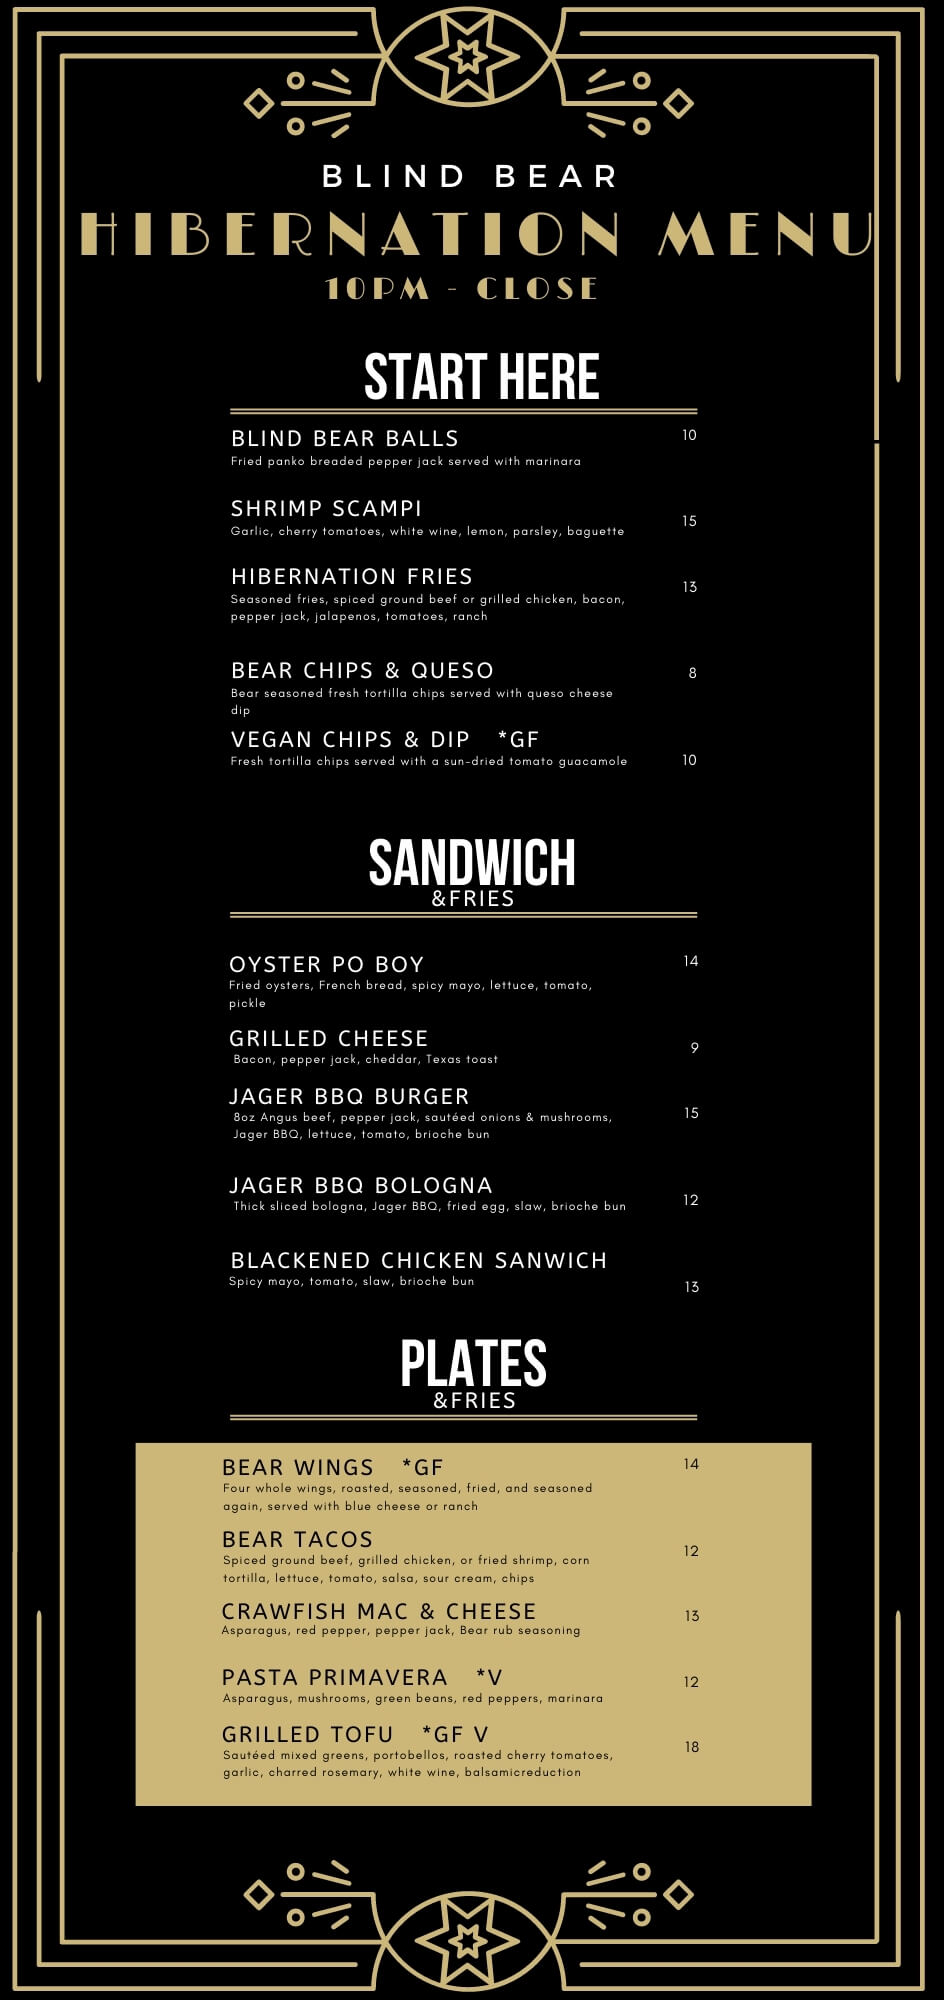 BLIND BEAR
HIBERNATION MENU
10PM - CLOSE
START HERE
BLIND BEAR BALLS 10
Fried panko breaded pepper jack served with marinara
SHRIMP SCAMPI
Garlic, cherry tomatoes, white wine, lemon, parsley, baguette 15
HIBERNATION FRIES 13
Seasoned fries, spiced ground beef or grilled chicken, bacon,
pepper jack, jalapenos, tomatoes, ranch
BEAR CHIPS & QUESO 8
Bear seasoned fresh tortilla chips served with queso cheese
dip
VEGAN CHIPS & DIP *GF
Fresh tortilla chips served with a sun-dried tomato guacamole 10
SANDWICH
&FRIES
OYSTER PO BOY 14
Fried oysters, French bread, spicy mayo, lettuce, tomato,
pickle
GRILLED CHEESE 9
Bacon, pepper jack, cheddar, Texas toast
JAGER BBQ BURGER
8oz Angus beef, pepper jack, sautéed onions & mushrooms, 15
Jager BBQ, lettuce, tomato, brioche bun
JAGER BBQ BOLOGNA
Thick sliced bologna, Jager BBQ, fried egg, slaw, brioche bun 12
BLACKENED CHICKEN SANWICH
Spicy mayo, tomato, slaw, brioche bun 13
PLATES
&FRIES
BEAR WINGS *GF 14
Four whole wings, roasted, seasoned, fried, and seasoned
again, served with blue cheese or ranch
BEAR TACOS 12
Spiced ground beef, grilled chicken, or fried shrimp, corn
tortilla, lettuce, tomato, salsa, sour cream, chips
CRAWFISH MAC & CHEESE 13
Asparagus, red pepper, pepper jack, Bear rub seasoning
PASTA PRIMAVERA *V 12
Asparagus, mushrooms, green beans, red peppers, marinara
GRILLED TOFU *GF V 18
Sautéed mixed greens, portobellos, roasted cherry tomatoes,
garlic, charred rosemary, white wine, balsamicreduction